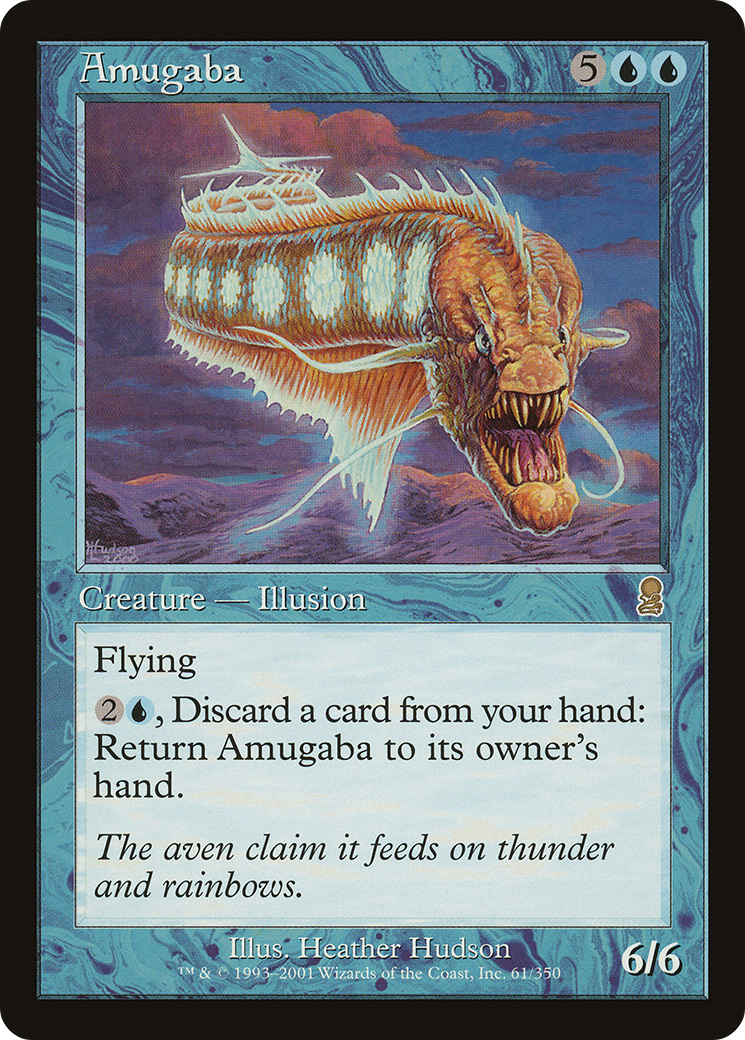 Amugaba 5
Hudson
2000
Creature — Illusion
Flying
2, Discard a card from your hand:
Return Amugaba to its owner's
hand.
The aven claim it feeds on thunder
and rainbows.
Illus. Heather Hudson
™ & © 1993–2001 Wizards of the Coast, Inc. 61/350
6/6